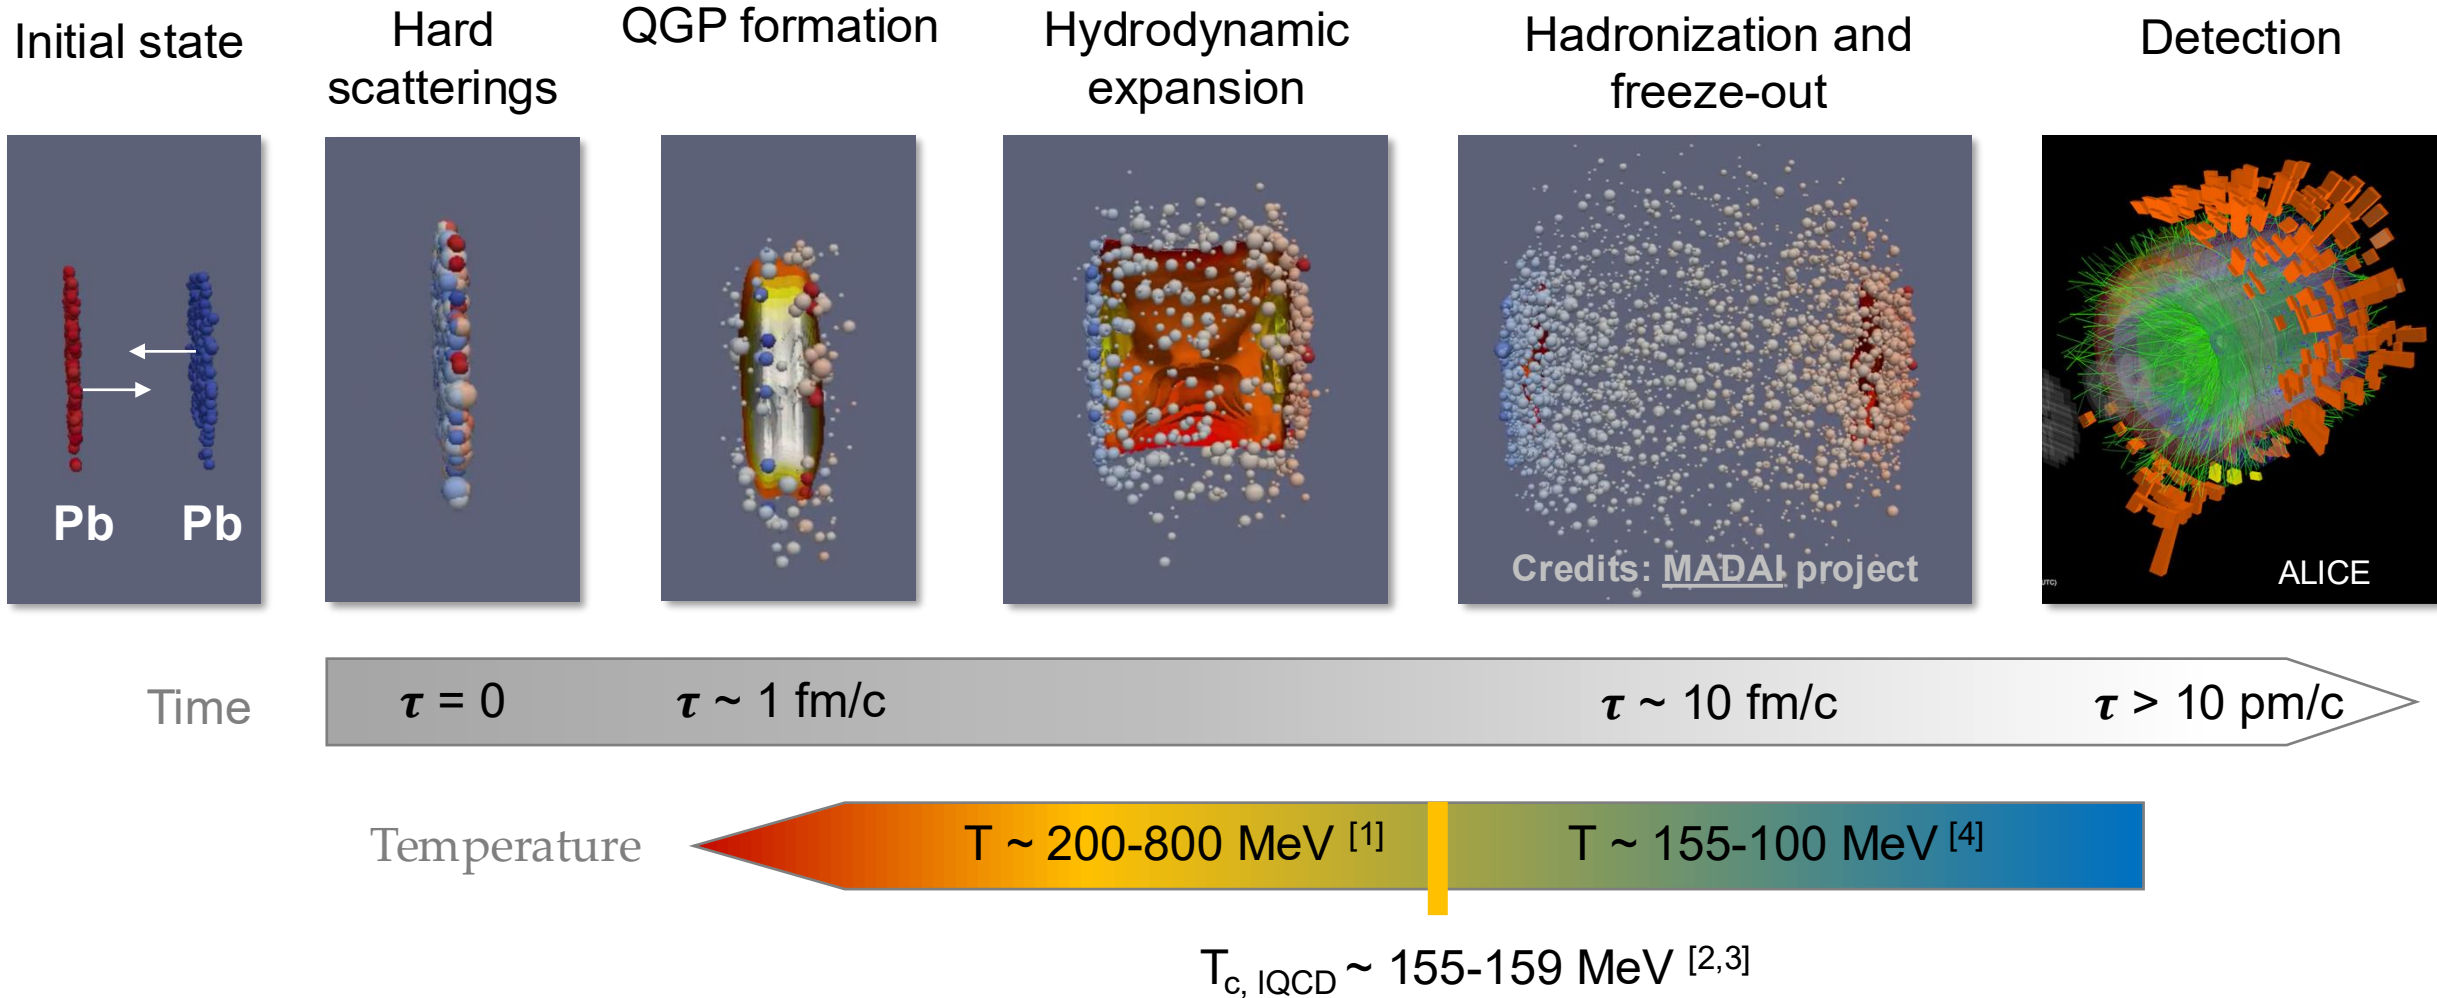 Initial state
Hard
scatterings
QGP formation
Hydrodynamic
expansion
Hadronization and
freeze-out
Detection
Pb
Pb
Credits: MADAI project
UTC)
ALICE
Time
τ = 0
τ ~ 1 fm/c
τ ~ 10 fm/c
τ > 10 pm/c
Temperature
T ~ 200-800 MeV [1]
T ~ 155-100 MeV [4]
Tc, lQCD ~ 155-159 MeV [2,3]